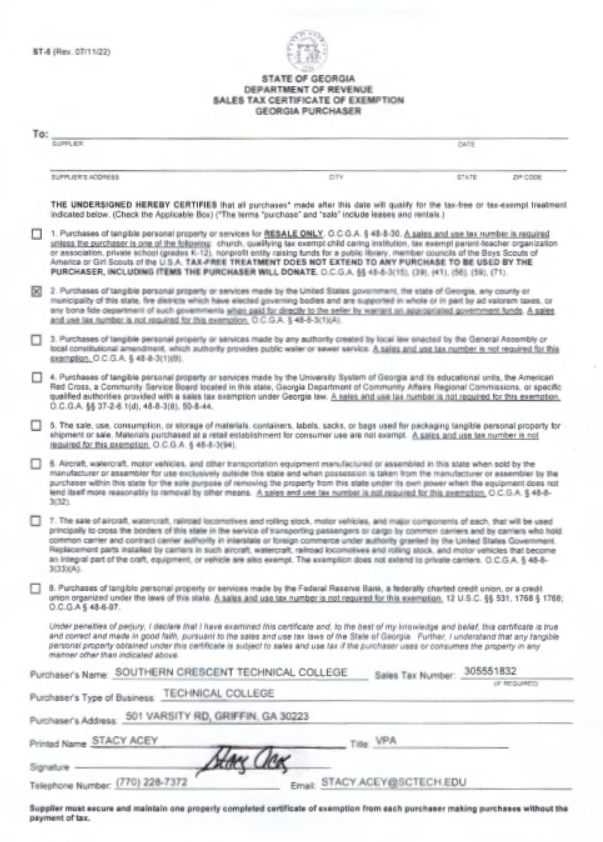 ST-5 (Rev. 07/11/22)
STATE OF GEORGIA
DEPARTMENT OF REVENUE
SALES TAX CERTIFICATE OF EXEMPTION
GEORGIA PURCHASER
To:
SUPPLIER DATE
SUPPLIER'S ADDRESS CITY STATE ZIP CODE
THE UNDERSIGNED HEREBY CERTIFIES that all purchases* made after this date will qualify for the tax-free or tax-exempt treatment
indicated below. (Check the Applicable Box) (*The terms "purchase" and "sale" include leases and rentals.)
1. Purchases of tangible personal property or services for RESALE ONLY. O.C.G.A. § 48-8-30. A sales and use tax number is required
unless the purchaser is one of the following: church, qualifying tax exempt child caring institution, tax exempt parent-teacher organization
or association, private school (grades K-12), nonprofit entity raising funds for a public library, member councils of the Boy Scouts of
America or Girl Scouts of the U.S.A. TAX-FREE TREATMENT DOES NOT EXTEND TO ANY PURCHASE TO BE USED BY THE
PURCHASER, INCLUDING ITEMS THE PURCHASER WILL DONATE. O.C.G.A. §§ 48-8-3(15), (39), (41), (56), (59), (71).
2. Purchases of tangible personal property or services made by the United States government, the state of Georgia, any county or
municipality of this state, fire districts which have elected governing bodies and are supported in whole or in part by ad valorem taxes, or
any bona fide department of such governments when paid for directly to the seller by warrant on appropriated government funds. A sales
and use tax number is not required for this exemption. O.C.G.A. § 48-8-3(1)(A).
3. Purchases of tangible personal property or services made by any authority created by local law enacted by the General Assembly or
local constitutional amendment, which authority provides public water or sewer service. A sales and use tax number is not required for this
exemption. O.C.G.A. § 48-8-3(1)(B).
4. Purchases of tangible personal property or services made by the University System of Georgia and its educational units, the American
Red Cross, a Community Service Board located in this state, Georgia Department of Community Affairs Regional Commissions, or specific
qualified authorities provided with a sales tax exemption under Georgia law. A sales and use tax number is not required for this exemption.
O.C.G.A. §§ 37-2-6.1(d), 48-8-3(8), 50-8-44.
5. The sale, use, consumption, or storage of materials, containers, labels, sacks, or bags used for packaging tangible personal property for
shipment or sale. Materials purchased at a retail establishment for consumer use are not exempt. A sales and use tax number is not
required for this exemption. O.C.G.A. § 48-8-3(94).
6. Aircraft, watercraft, motor vehicles, and other transportation equipment manufactured or assembled in this state when sold by the
manufacturer or assembler for use exclusively outside this state and when possession is taken from the manufacturer or assembler by the
purchaser within this state for the sole purpose of removing the property from this state under its own power when the equipment does not
lend itself more reasonably to removal by other means. A sales and use tax number is not required for this exemption. O.C.G.A. § 48-8-
3(32).
7. The sale of aircraft, watercraft, railroad locomotives and rolling stock, motor vehicles, and major components of each, that will be used
principally to cross the borders of this state in the service of transporting passengers or cargo by common carriers and by carriers who hold
common carrier and contract carrier authority in interstate or foreign commerce under authority granted by the United States Government.
Replacement parts installed by carriers in such aircraft, watercraft, railroad locomotives and rolling stock, and motor vehicles that become
an integral part of the craft, equipment, or vehicle are also exempt. The exemption does not extend to private carriers. O.C.G.A. § 48-8-
3(33)(A).
8. Purchases of tangible personal property or services made by the Federal Reserve Bank, a federally chartered credit union, or a credit
union organized under the laws of this state. A sales and use tax number is not required for this exemption. 12 U.S.C. §§ 531, 1768 § 1768;
O.C.G.A § 48-6-97.
Under penalties of perjury, I declare that I have examined this certificate and, to the best of my knowledge and belief, this certificate is true
and correct and made in good faith, pursuant to the sales and use tax laws of the State of Georgia. Further, I understand that any tangible
personal property obtained under this certificate is subject to sales and use tax if the purchaser uses or consumes the property in any
manner other than indicated above.
Purchaser's Name: SOUTHERN CRESCENT TECHNICAL COLLEGE Sales Tax Number: 305551832
(IF REQUIRED)
Purchaser's Type of Business: TECHNICAL COLLEGE
Purchaser's Address: 501 VARSITY RD, GRIFFIN, GA 30223
Printed Name STACY ACEY Title: VPA
Signature Stacy Acey
Telephone Number: (770) 228-7372 Email: STACY.ACEY@SCTECH.EDU
Supplier must secure and maintain one properly completed certificate of exemption from each purchaser making purchases without the
payment of tax.